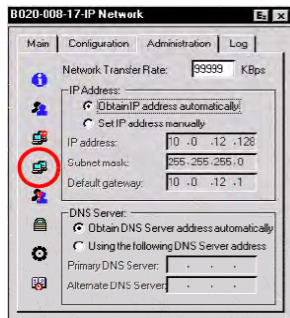 B020-008-17-IP Network
Main Configuration Administration Log
Network Transfer Rate: 99999 KBps
IP Address:
Obtain IP address automatically
Set IP address manually
IP address: 10 .0 .12 .128
Subnet mask: 255.255.255.0
Default gateway: 10 .0 .12 .1
DNS Server:
Obtain DNS Server address automatically
Using the following DNS Server address
Primary DNS Server: . . .
Alternate DNS Server: . . .